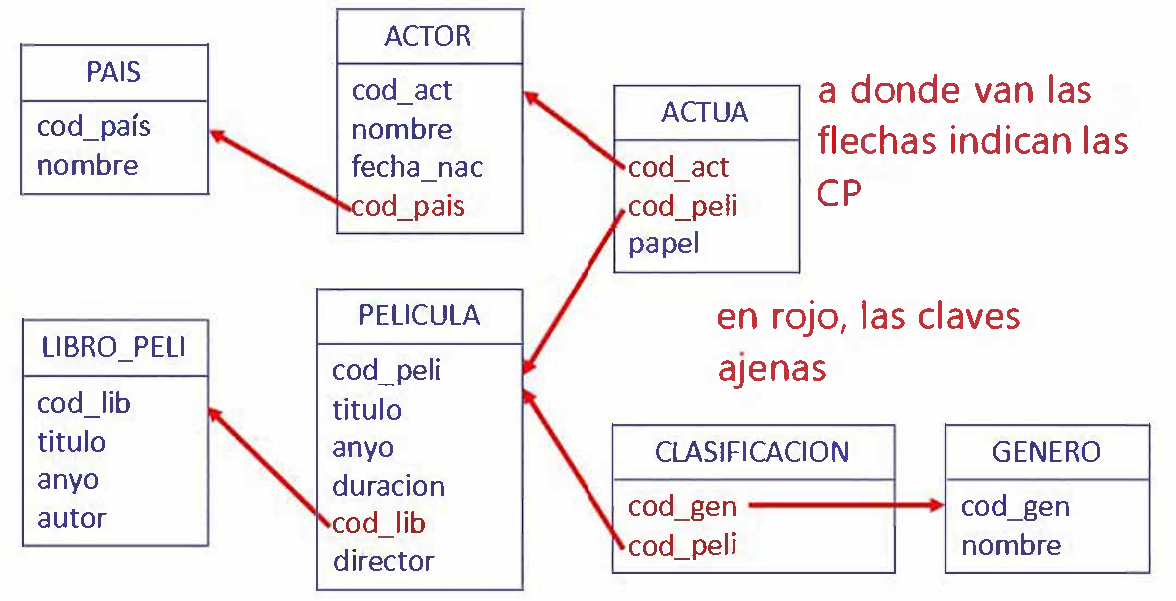 PAIS
cod_país
nombre
ACTOR
cod_act
nombre
fecha_nac
cod_pais
ACTUA
cod_act
cod_peli
papel
a donde van las
flechas indican las
CP
LIBRO_PELI
cod_lib
titulo
anyo
autor
PELICULA
cod_peli
titulo
anyo
duracion
cod_lib
director
en rojo, las claves
ajenas
CLASIFICACION
cod_gen
cod_peli
GENERO
cod_gen
nombre